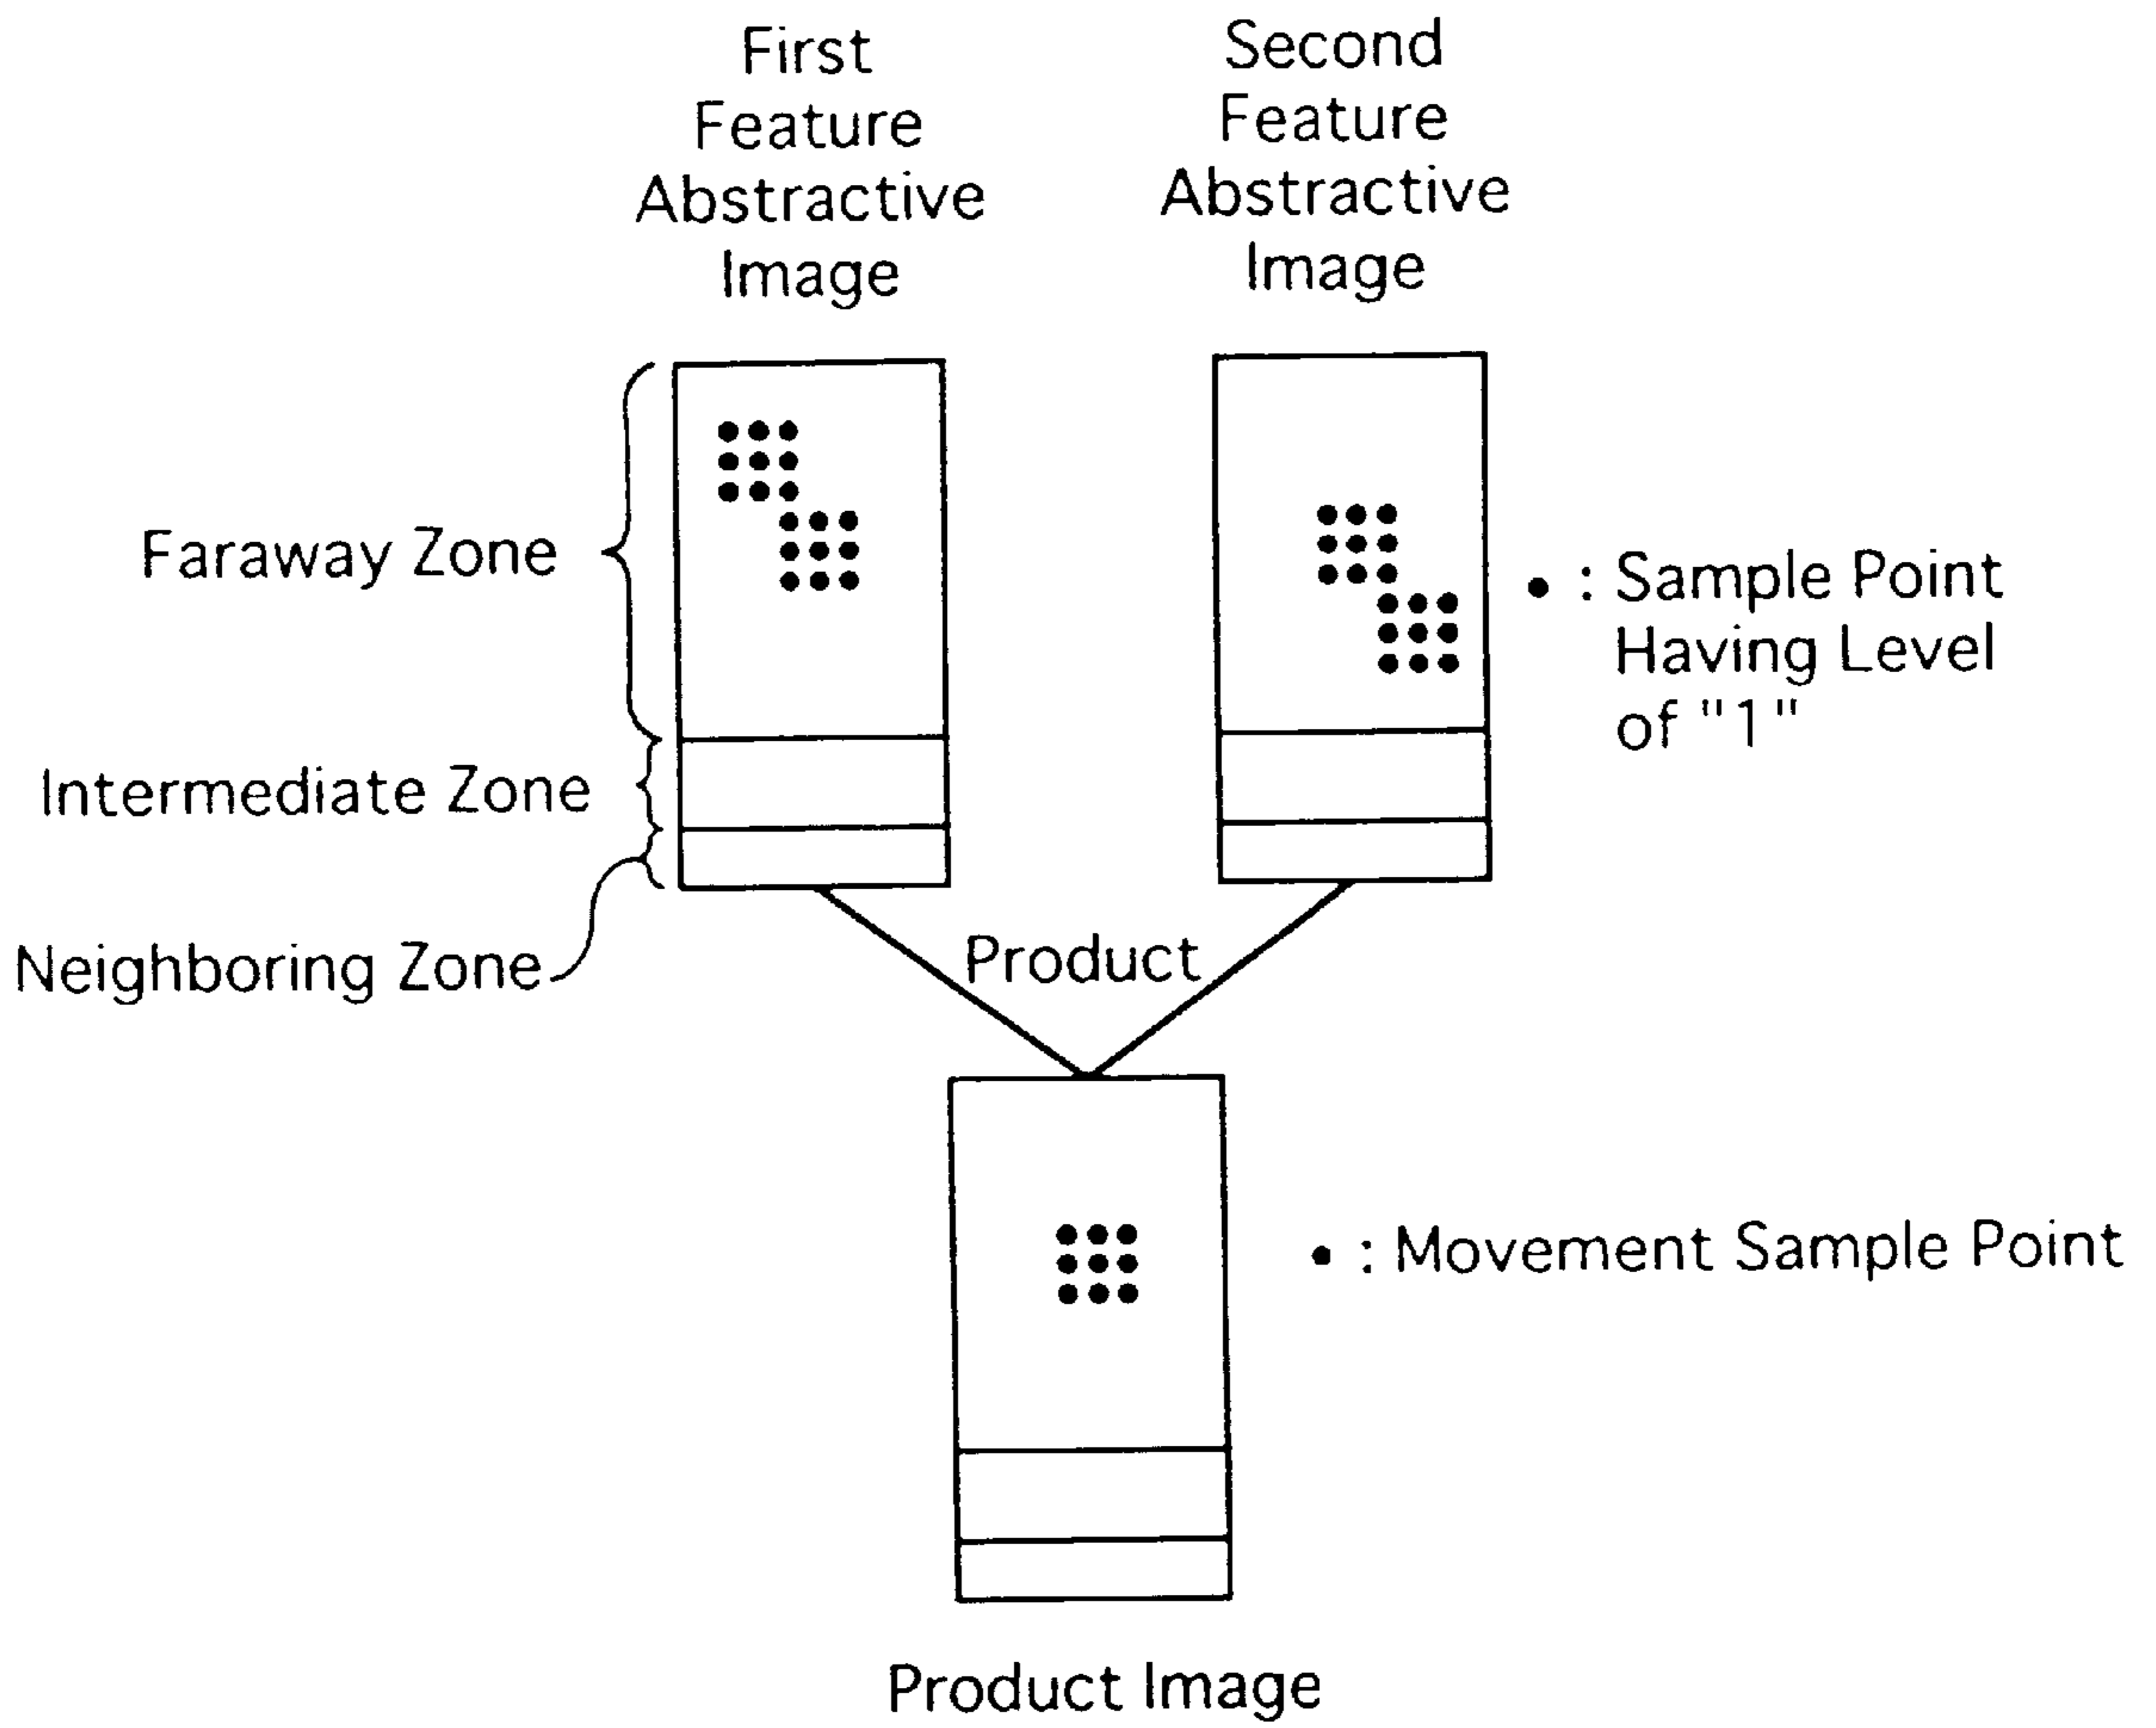 First
Feature
Abstractive
Image
Second
Feature
Abstractive
Image
Faraway Zone
• : Sample Point
Having Level
of "1"
Intermediate Zone
Neighboring Zone
Product
• : Movement Sample Point
Product Image